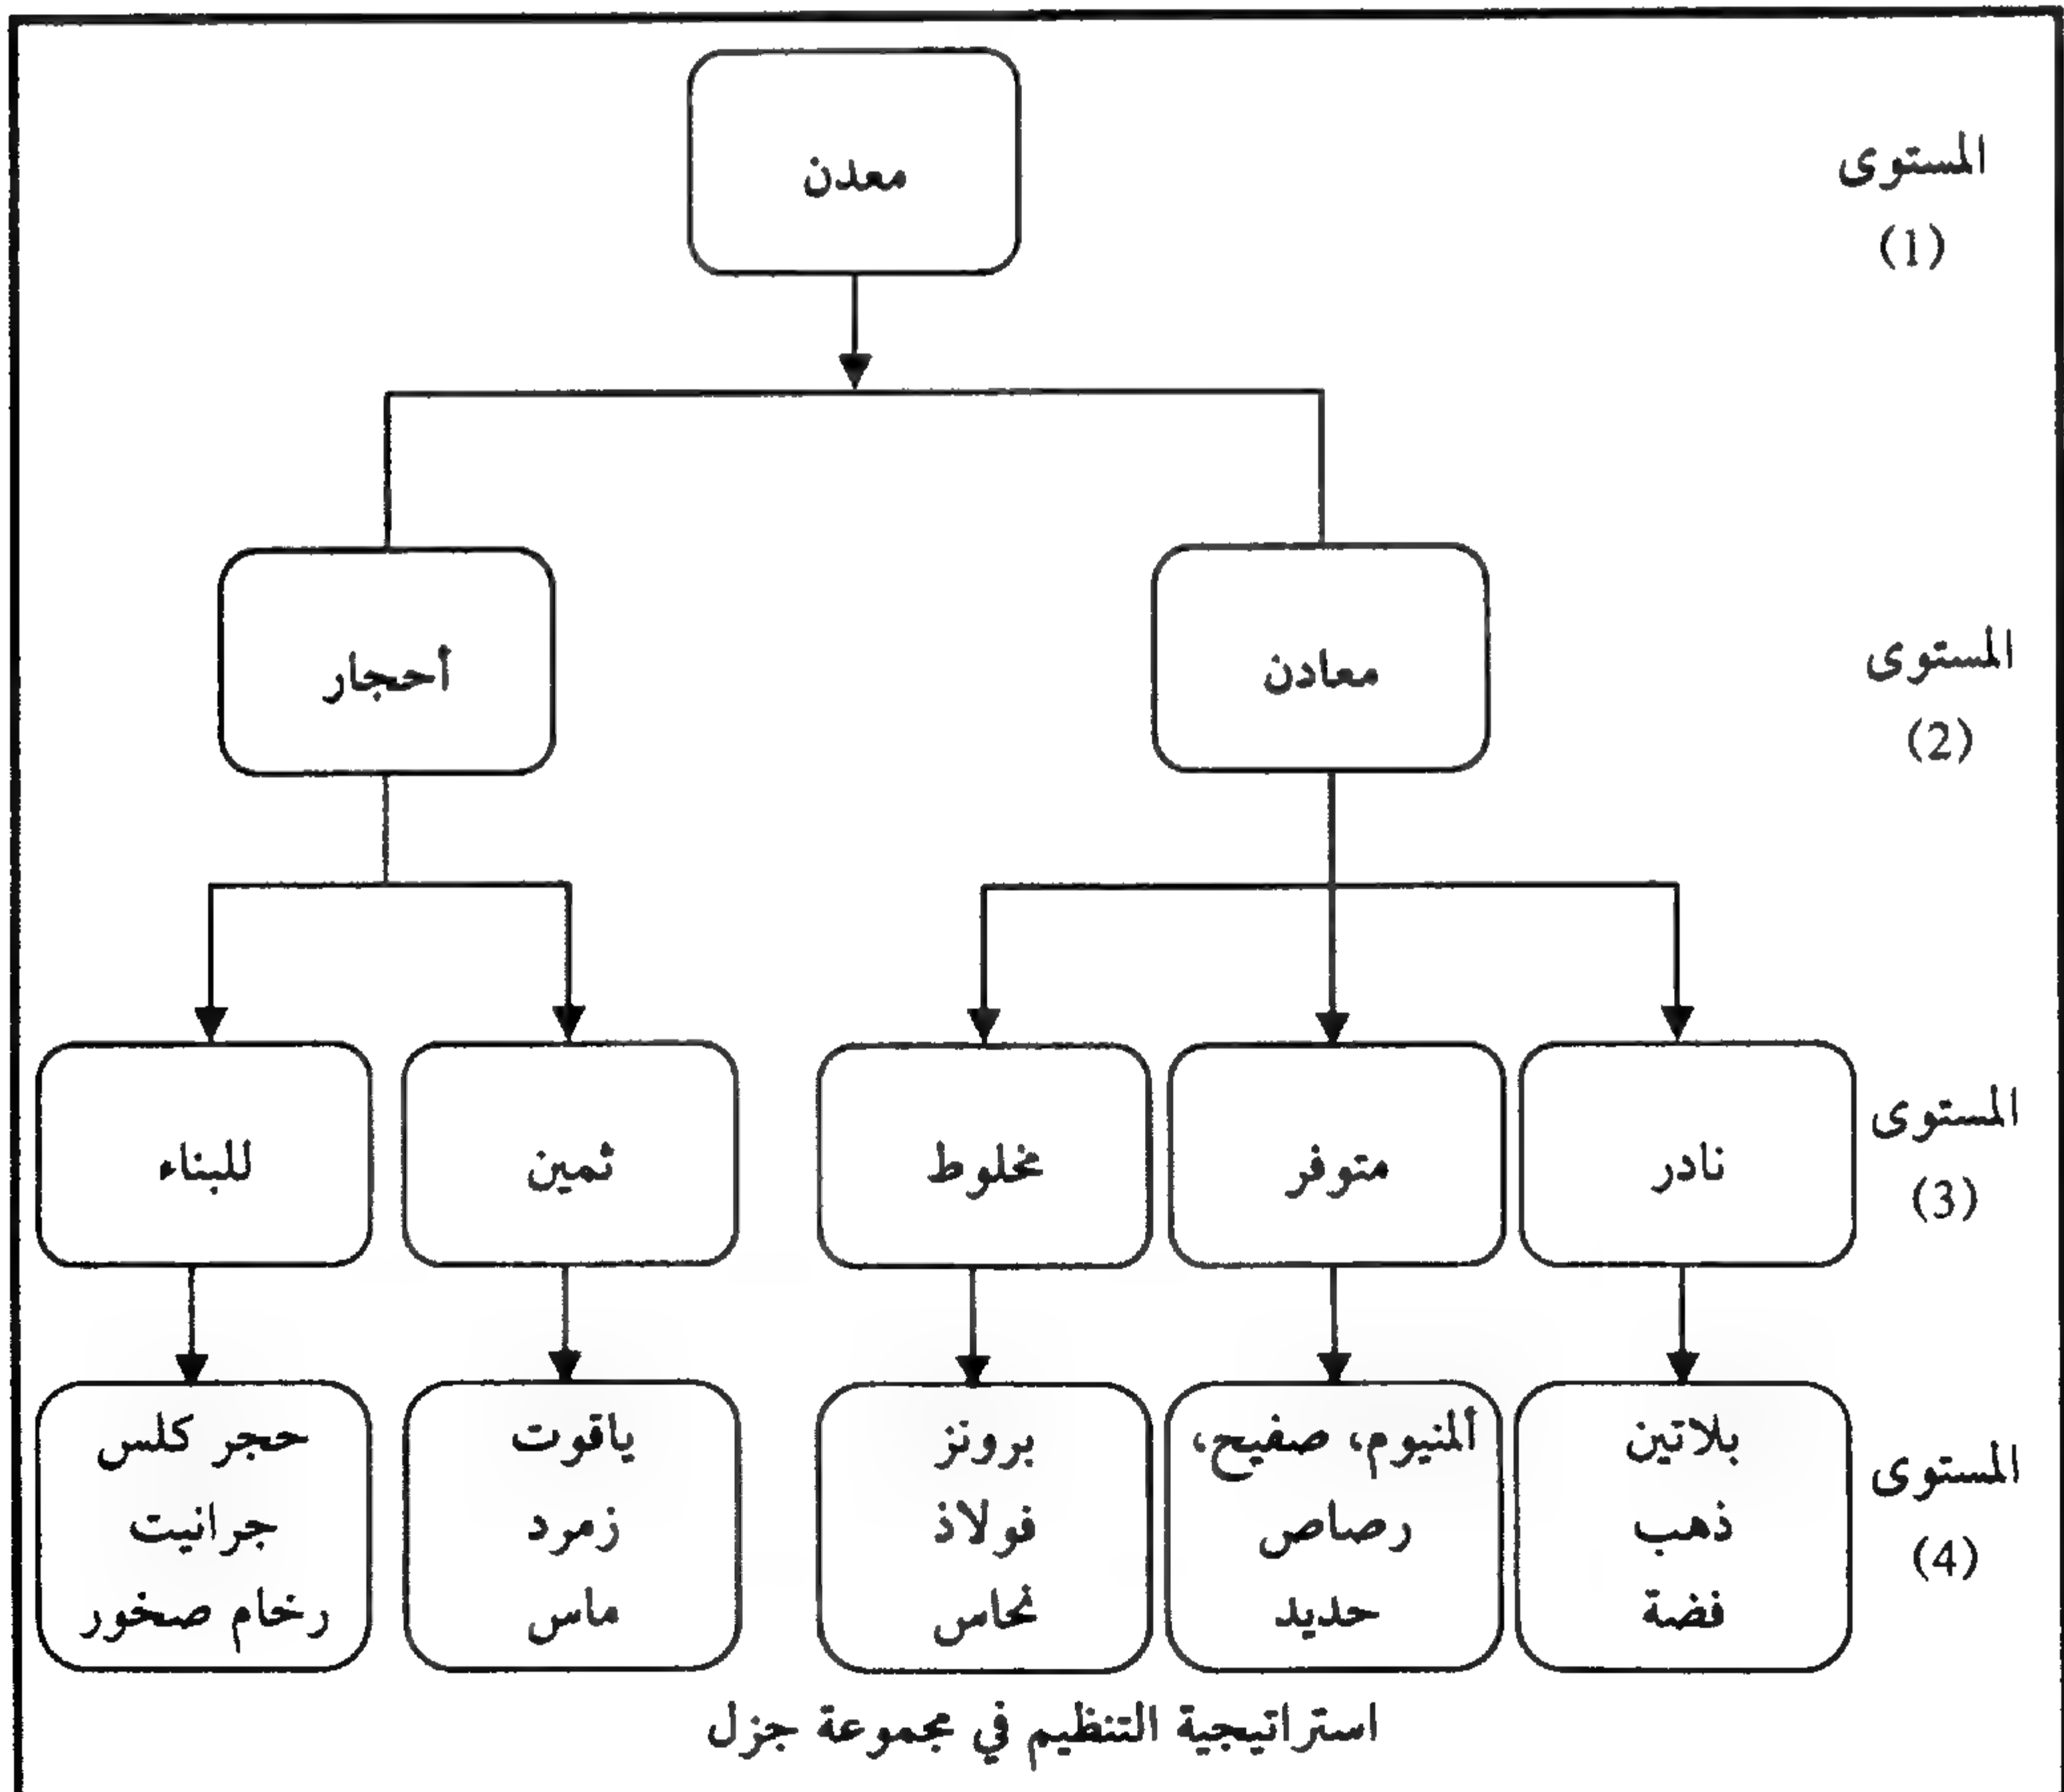 معدن
المستوى
(1)
أحجار
معادن
المستوى
(2)
نادر
متوفر
مخلوط
ثمين
للبناء
المستوى
(3)
بلاتين
ذهب
فضة
ألمنيوم، صفيح،
رصاص
حديد
برونز
فولاذ
نحاس
ياقوت
زمرد
ماس
حجر كلس
جرانيت
رخام صخور
المستوى
(4)
استراتيجية التنظيم في مجموعة جزل